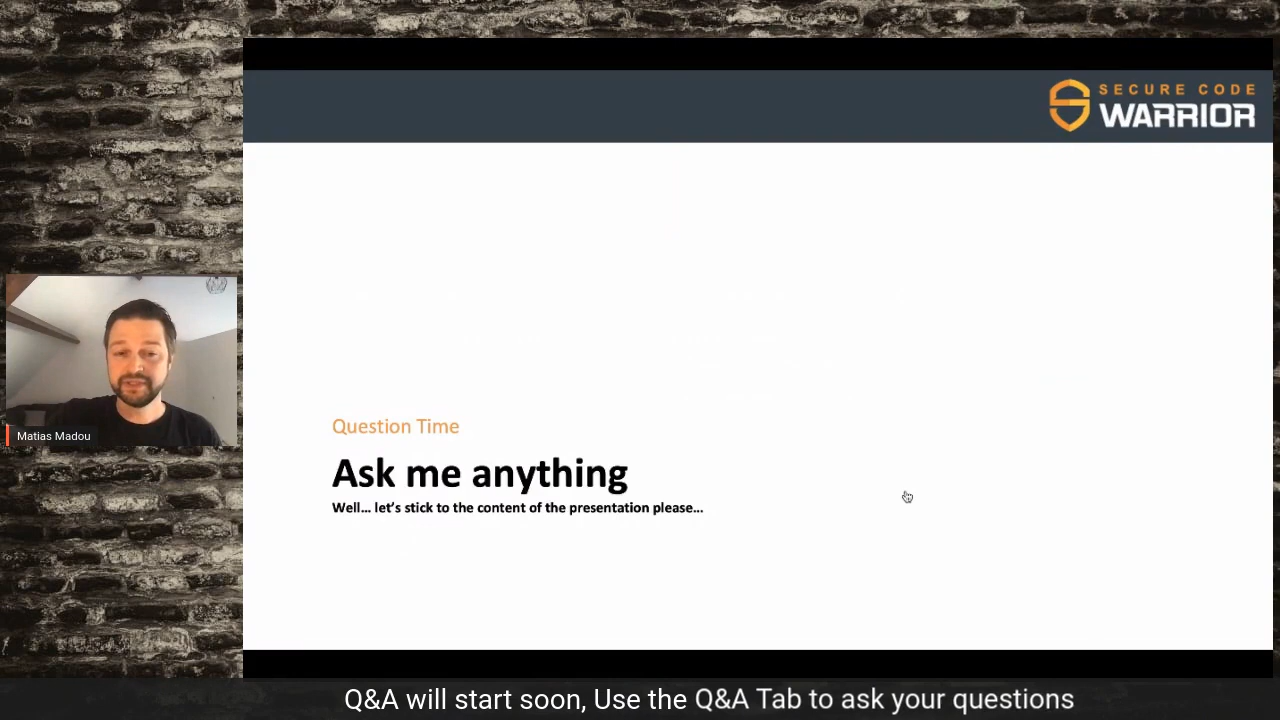 SECURE CODE
WARRIOR
Matias Madou
Question Time
Ask me anything
Well... let's stick to the content of the presentation please...
Q&A will start soon, Use the Q&A Tab to ask your questions